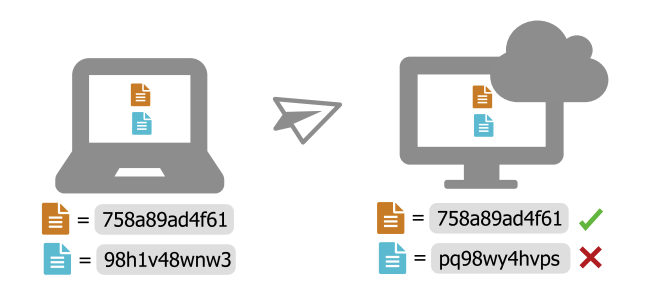 = 758a89ad4f61
= 98h1v48wnw3
= 758a89ad4f61
= pq98wy4hvps